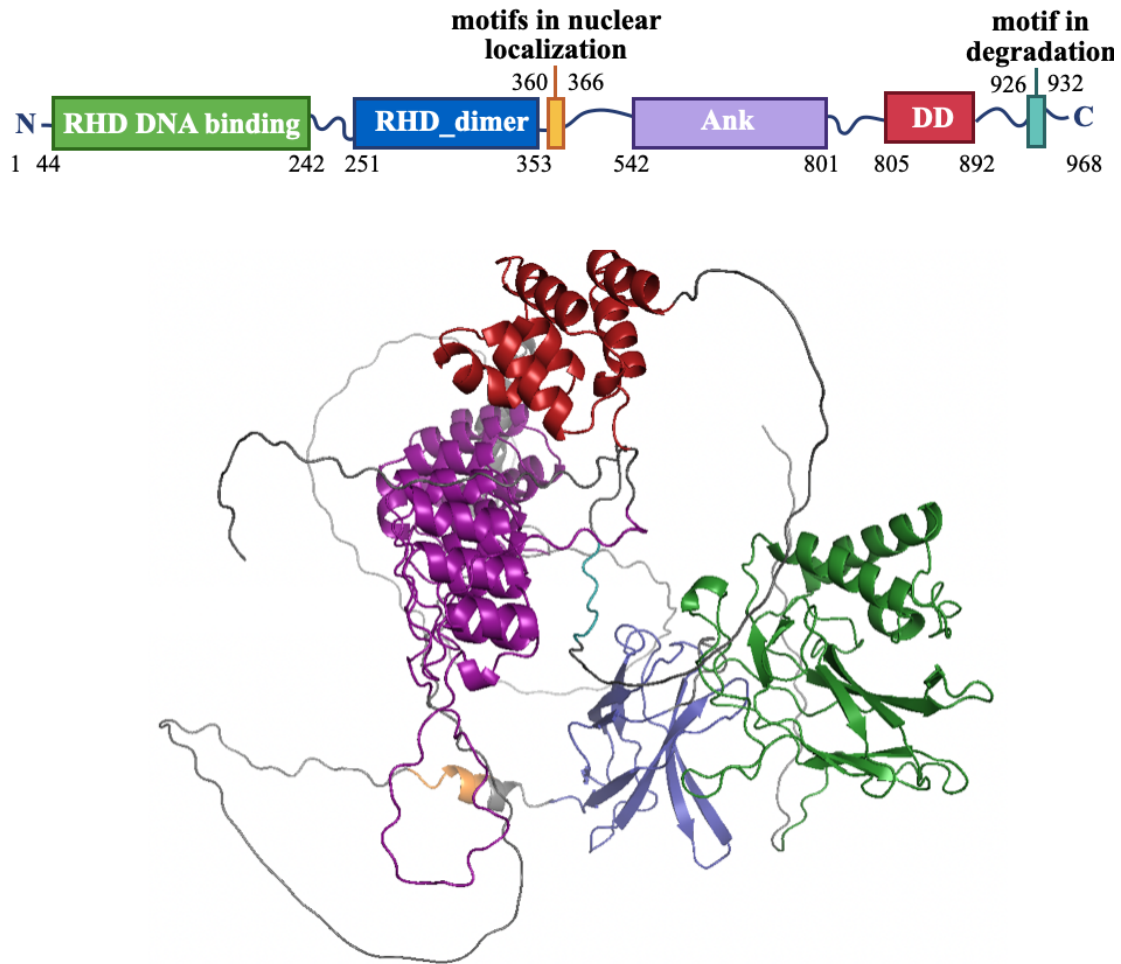 motifs in nuclear
localization
motif in
degradation
360 366
926 932
N RHD DNA binding RHD_dimer Ank DD C
1 44 242 251 353 542 801 805 892 968